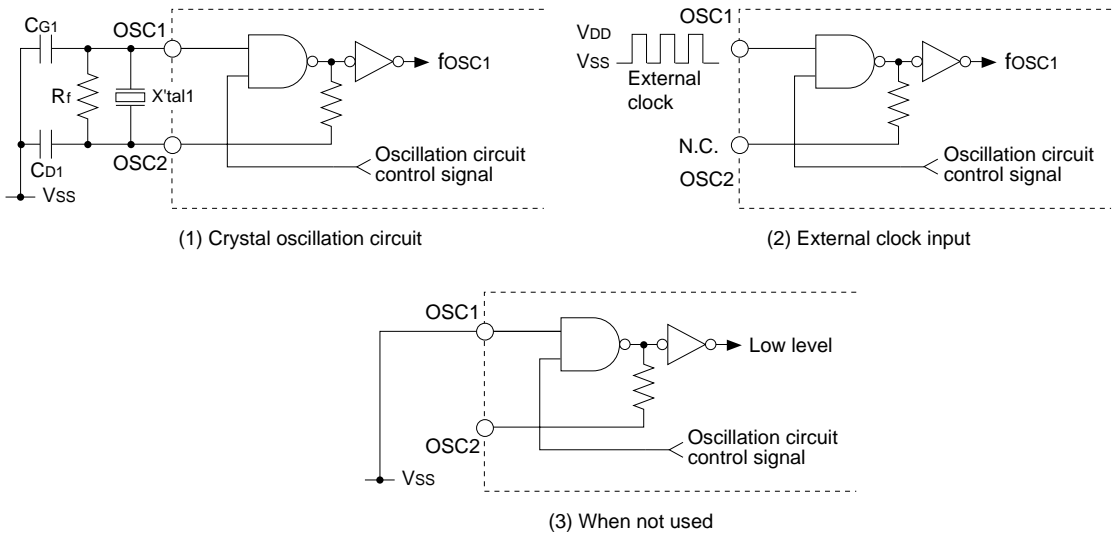 CG1
OSC1
fOSC1
Rf
X'tal1
OSC2
CD1
VSS
Oscillation circuit
control signal
(1) Crystal oscillation circuit
OSC1
VDD
VSS
External
clock
fOSC1
N.C.
OSC2
Oscillation circuit
control signal
(2) External clock input
OSC1
Low level
OSC2
Oscillation circuit
control signal
VSS
(3) When not used